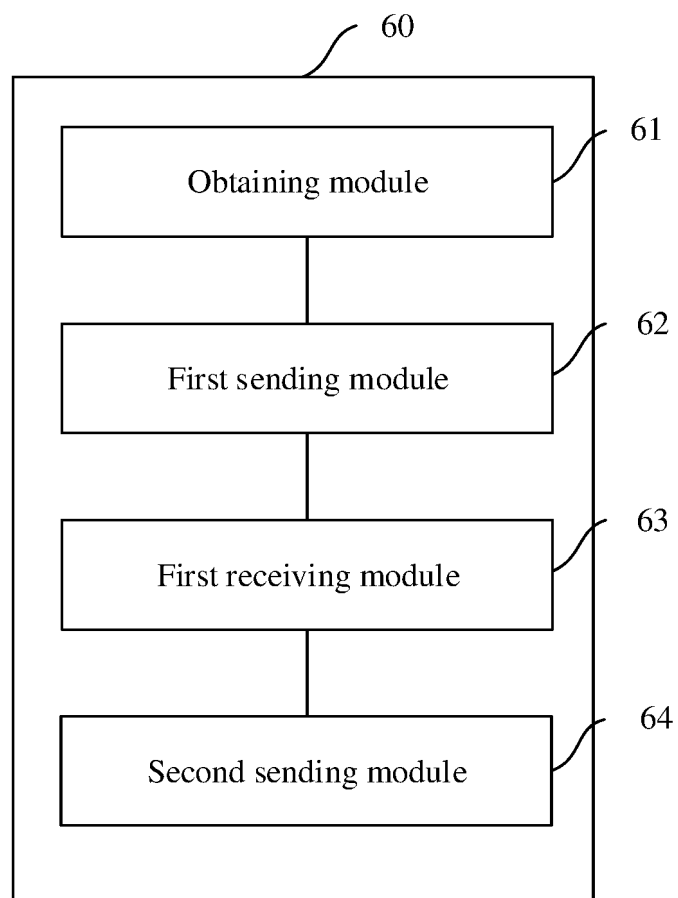 60
61
Obtaining module
62
First sending module
63
First receiving module
64
Second sending module